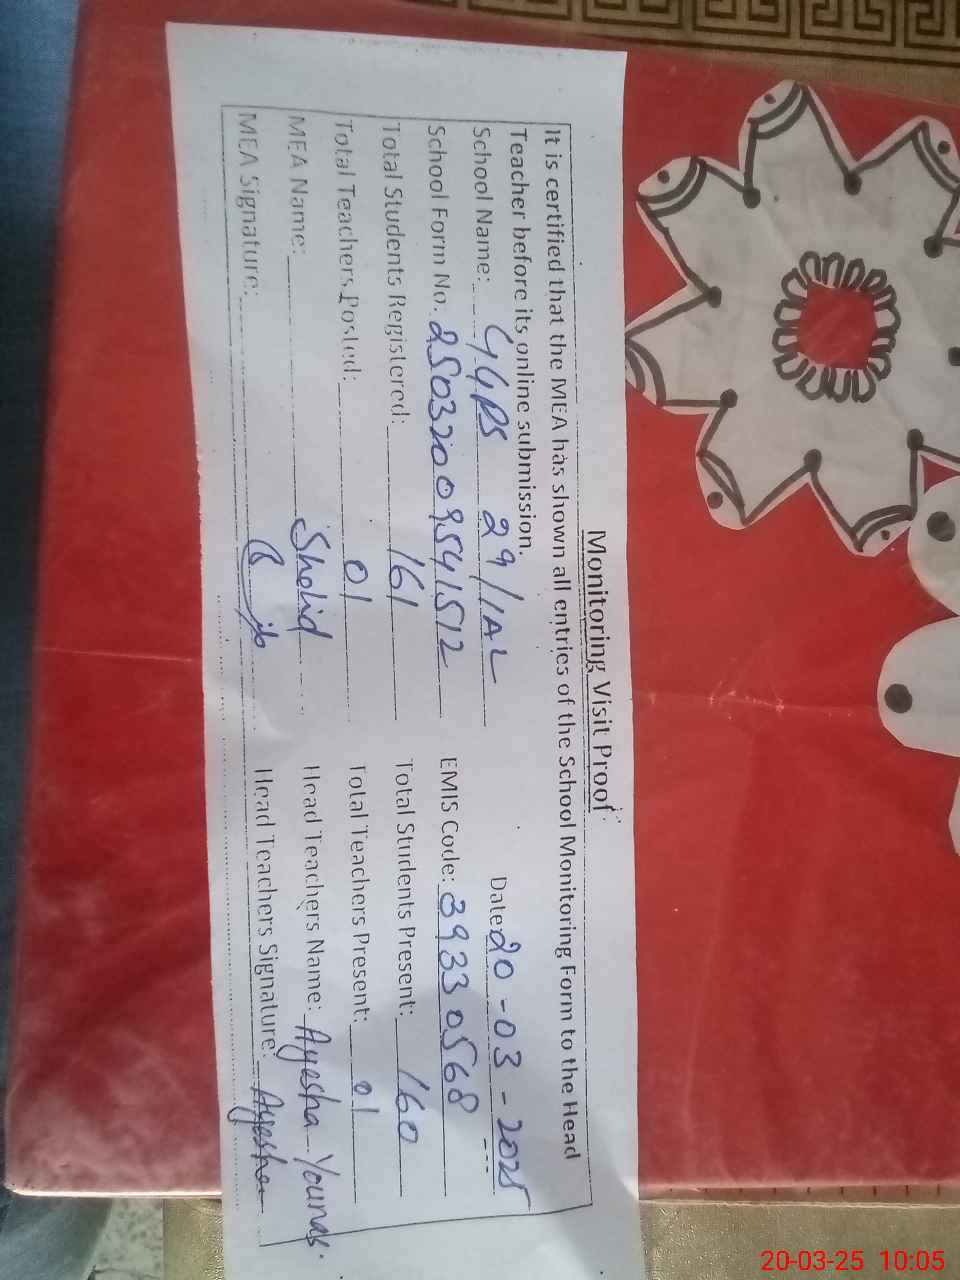 Monitoring Visit Proof
It is certified that the MEA has shown all entries of the School Monitoring Form to the Head
Teacher before its online submission.
School Name: GGPS 29/1AL Date 20-03-2025
School Form No: 25032009541512 EMIS Code: 39330568
Total Students Registered: 161 Total Students Present: 160
Total Teachers Posted: 01 Total Teachers Present: 01
MEA Name: Shahid Head Teachers Name: Ayesha Younas.
MEA Signature: Head Teachers Signature: Ayesha
20-03-25 10:05